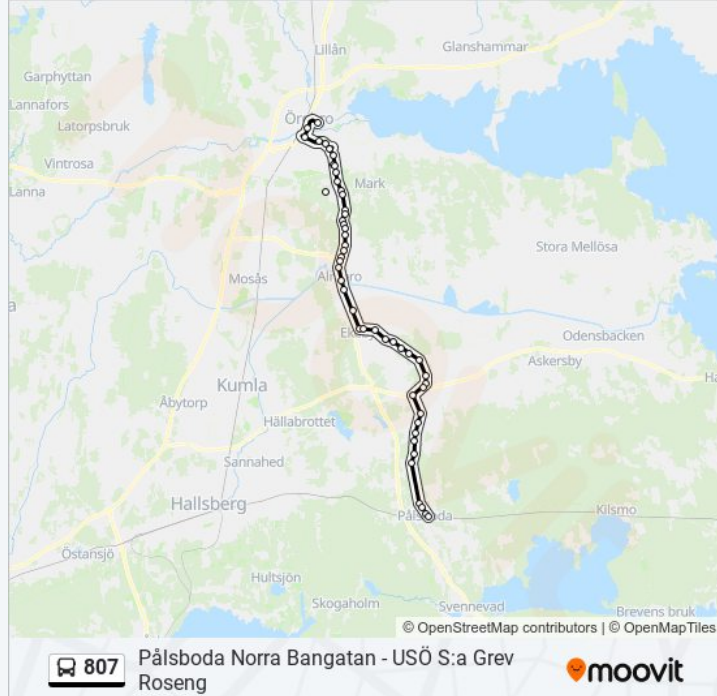 Lillån
Glanshammar
Garphyttan
Lannafors
Latorpsbruk
Vintrosa
Lanna
Mark
Stora Mellösa
Mosås
Odensbacken
Askersby
Kumla
Åbytorp
Hällabrottet
Sannahed
Hallsberg
Pålsboda
Kilsmo
Östansjö
Hultsjön
Skogaholm
Svennevad
Brevens bruk
© OpenStreetMap contributors | © OpenMapTiles
807
Pålsboda Norra Bangatan - USÖ S:a Grev
Roseng
moovit